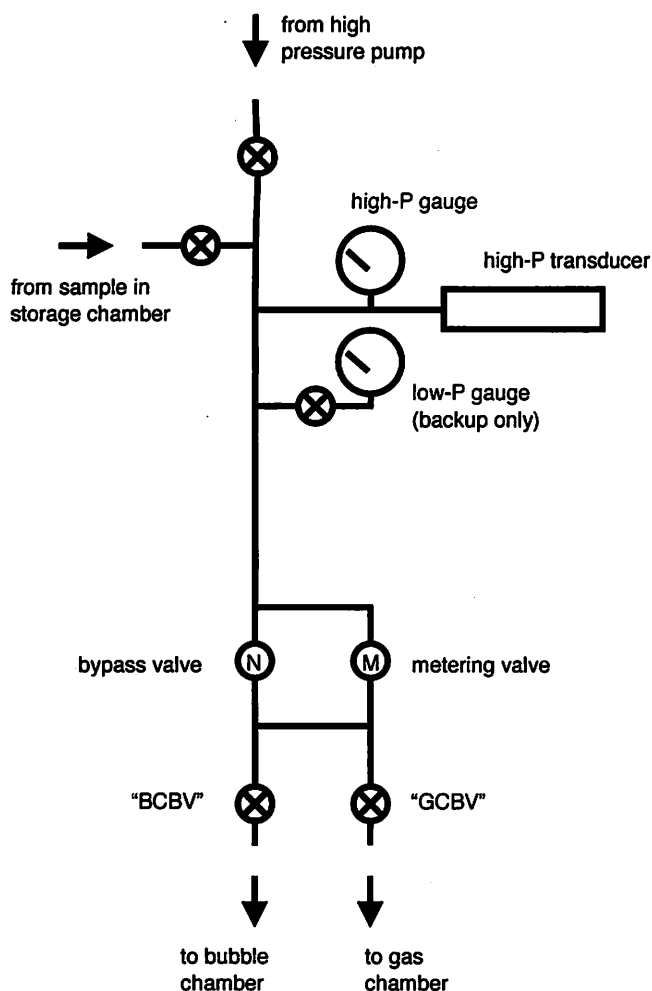 from high
pressure pump
high-P gauge
high-P transducer
from sample in
storage chamber
low-P gauge
(backup only)
bypass valve
N
M
metering valve
“BCBV”
“GCBV”
to bubble
chamber
to gas
chamber